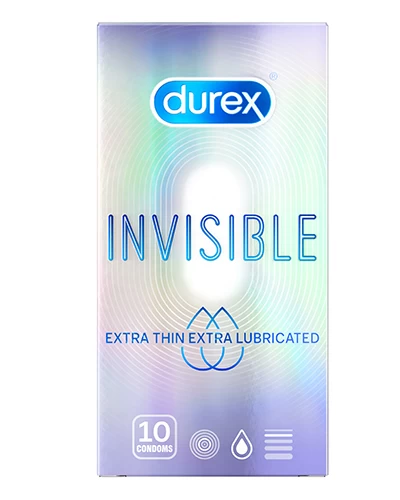 durex®
INVISIBLE
EXTRA THIN EXTRA LUBRICATED
10
CONDOMS